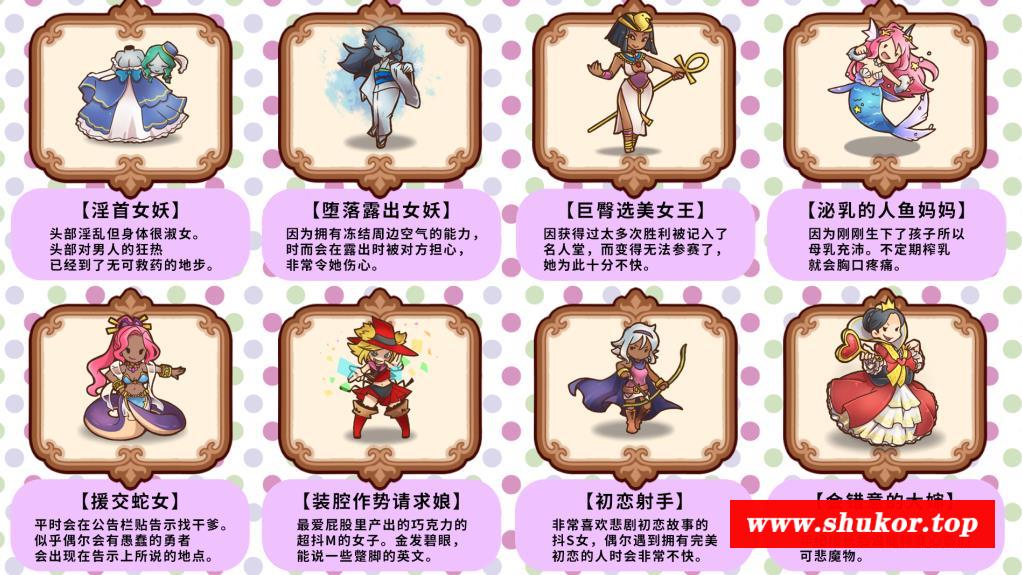 【淫首女妖】
头部淫乱但身体很淑女。
头部对男人的狂热
已经到了无可救药的地步。
【堕落露出女妖】
因为拥有冻结周边空气的能力，
时而会在露出时被对方担心，
非常令她伤心。
【巨臀选美女王】
因获得过太多次胜利被记入了
名人堂，而变得无法参赛了，
她为此十分不快。
【泌乳的人鱼妈妈】
因为刚刚生下了孩子所以
母乳充沛。不定期榨乳
就会胸口疼痛。
【援交蛇女】
平时会在公告栏贴告示找干爹。
似乎偶尔会有愚蠢的勇者
会出现在告示上所说的地点。
【装腔作势请求娘】
最爱屁股里产出的巧克力的
超抖M的女子。金发碧眼，
能说一些蹩脚的英文。
【初恋射手】
非常喜欢悲剧初恋故事的
抖S女，偶尔遇到拥有完美
初恋的人时会非常不快。
可悲魔物。
www.shukor.top